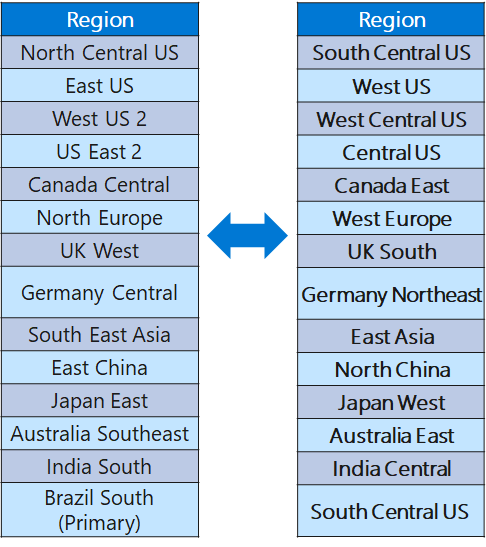 Region
North Central US
East US
West US 2
US East 2
Canada Central
North Europe
UK West
Germany Central
South East Asia
East China
Japan East
Australia Southeast
India South
Brazil South
(Primary)
Region
South Central US
West US
West Central US
Central US
Canada East
West Europe
UK South
Germany Northeast
East Asia
North China
Japan West
Australia East
India Central
South Central US